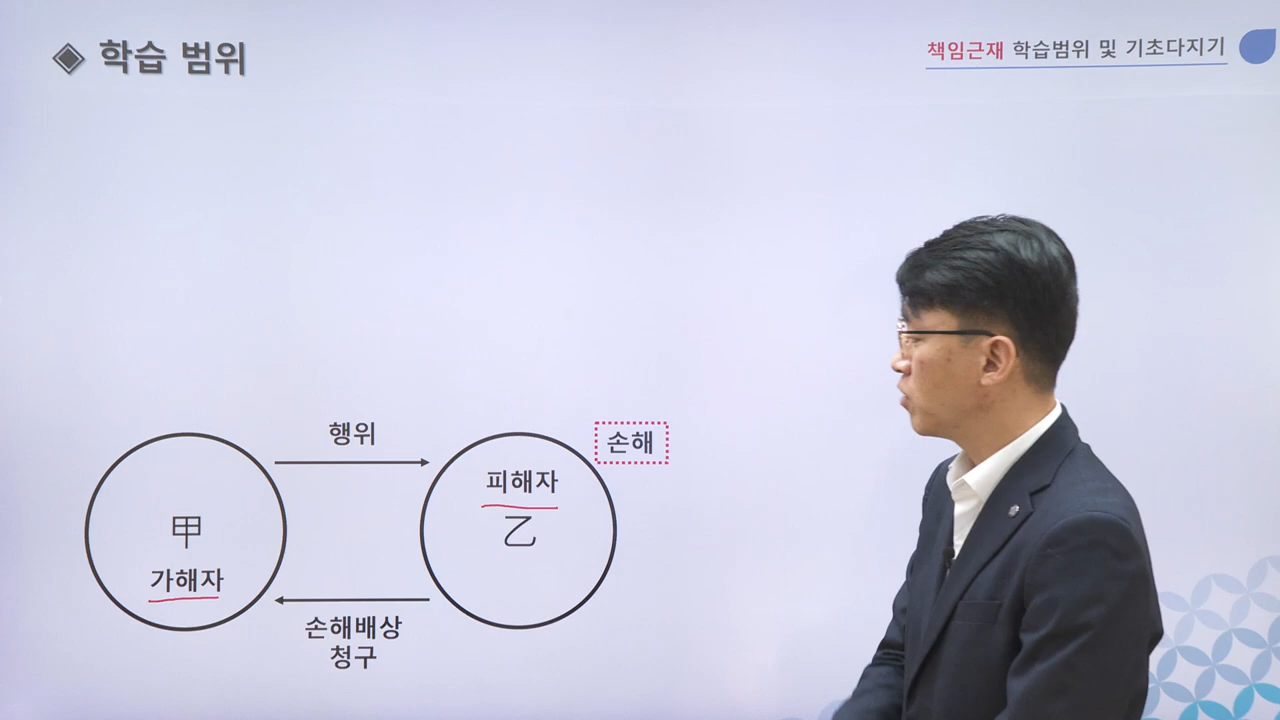 학습 범위
책임근재 학습범위 및 기초다지기
행위
손해
피해자
甲
乙
가해자
손해배상
청구